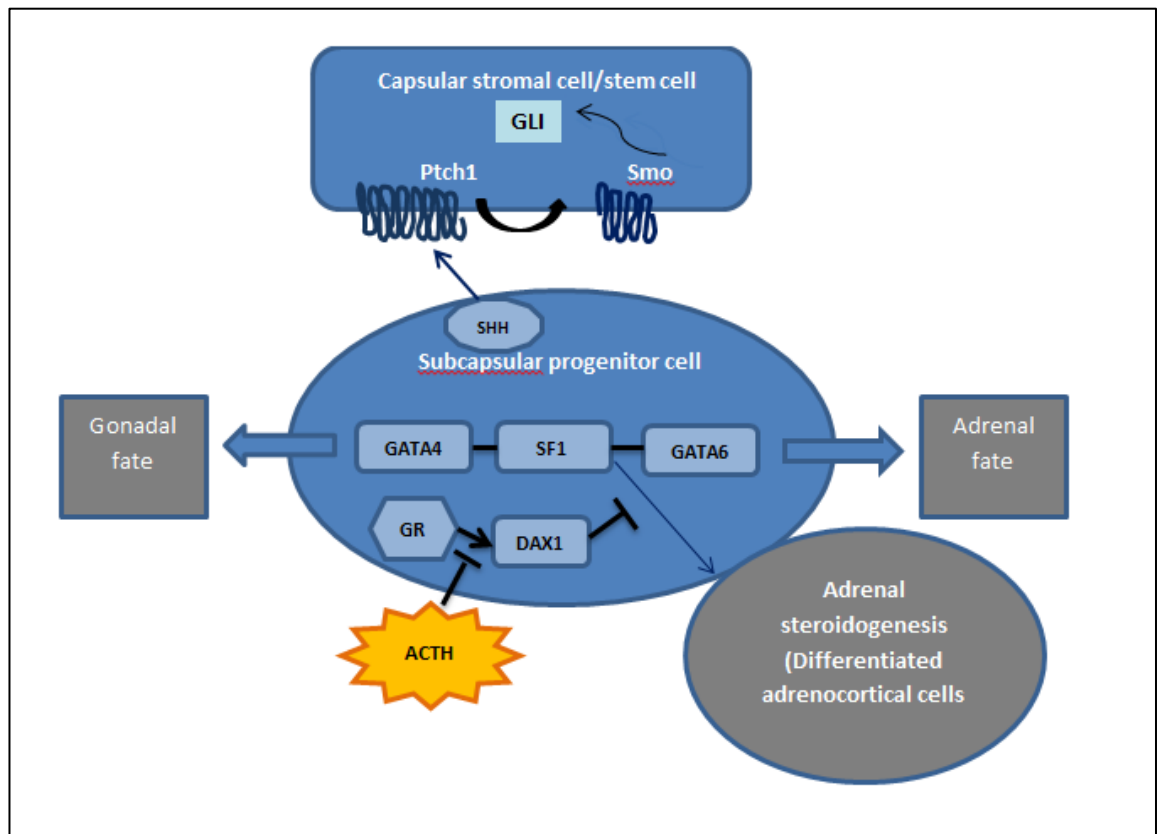 Capsular stromal cell/stem cell
GLI
Ptch1
Smo
SHH
Subcapsular progenitor cell
Gonadal
fate
GATA4
SF1
GATA6
Adrenal
fate
GR
DAX1
ACTH
Adrenal
steroidogenesis
(Differentiated
adrenocortical cells